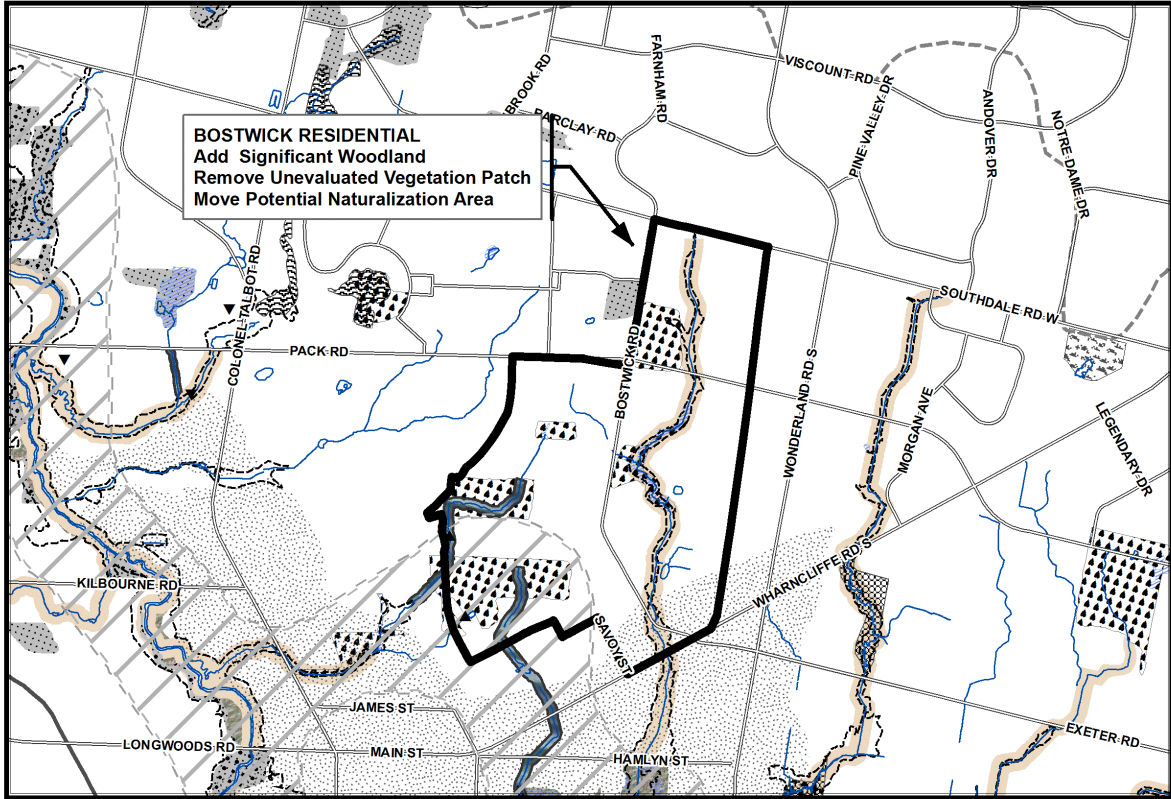 FARNHAM RD
BROOK RD
VISCOUNT RD
PINE VALLEY DR
ANDOVER DR
NOTRE DAME DR
BARCLAY RD
BOSTWICK RESIDENTIAL
Add Significant Woodland
Remove Unevaluated Vegetation Patch
Move Potential Naturalization Area
COLONEL TALBOT RD
SOUTHDALE RD W
PACK RD
BOSTWICK RD
WONDERLAND RD S
MORGAN AVE
LEGENDARY DR
KILBOURNE RD
WHARNCLIFFE RD S
SAVOY ST
JAMES ST
EXETER RD
LONGWOODS RD
MAIN ST
HAMLYN ST